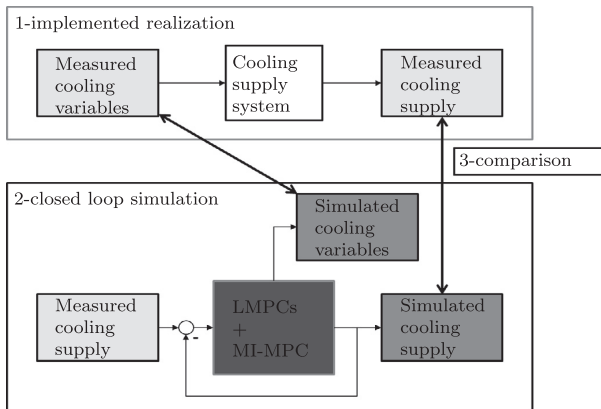 1-implemented realization
Measured
cooling
variables
Cooling
supply
system
Measured
cooling
supply
3-comparison
2-closed loop simulation
Simulated
cooling
variables
Measured
cooling
supply
-
LMPCs
+
MI-MPC
Simulated
cooling
supply